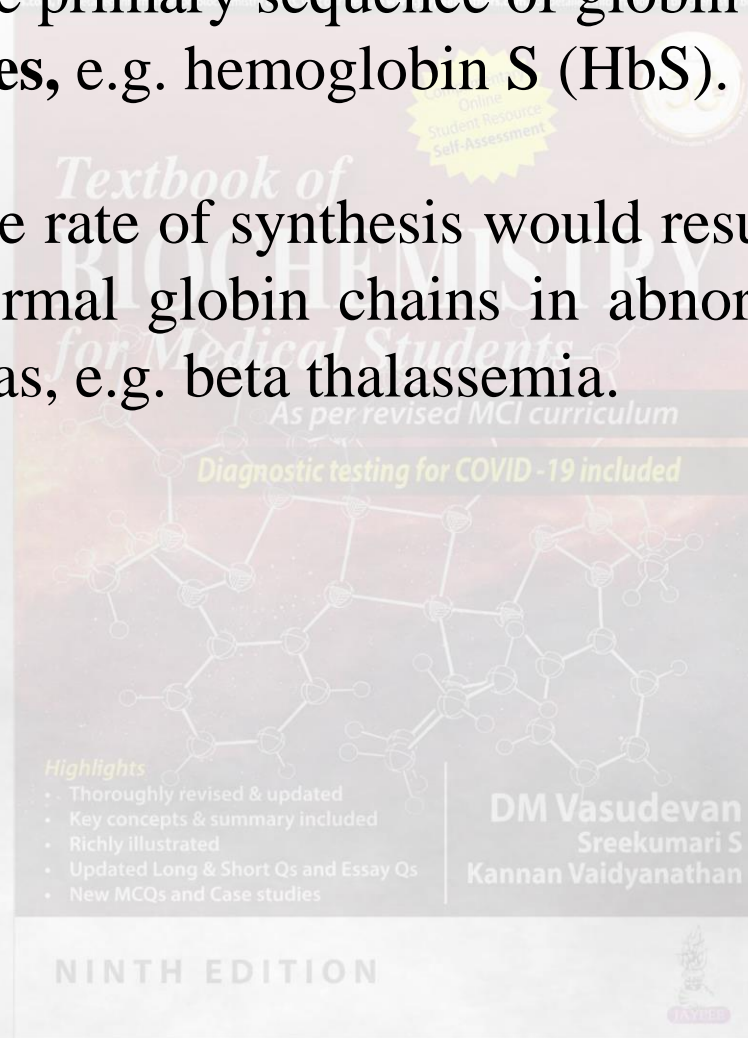 c primary sequence of globin
es, e.g. hemoglobin S (HbS).
Online
Student Resource
Self-Assessment
Textbook of
e rate of synthesis would resu
BIOCHEMISTRY
rmal globin chains in abnor
for Medical Students
as, e.g. beta thalassemia.
As per revised MCI curriculum
Diagnostic testing for COVID -19 included
Highlights
• Thoroughly revised & updated
• Key concepts & summary included
• Richly illustrated
• Updated Long & Short Qs and Essay Qs
• New MCQs and Case studies
DM Vasudevan
Sreekumari S
Kannan Vaidyanathan
NINTH EDITION
JAYPEE